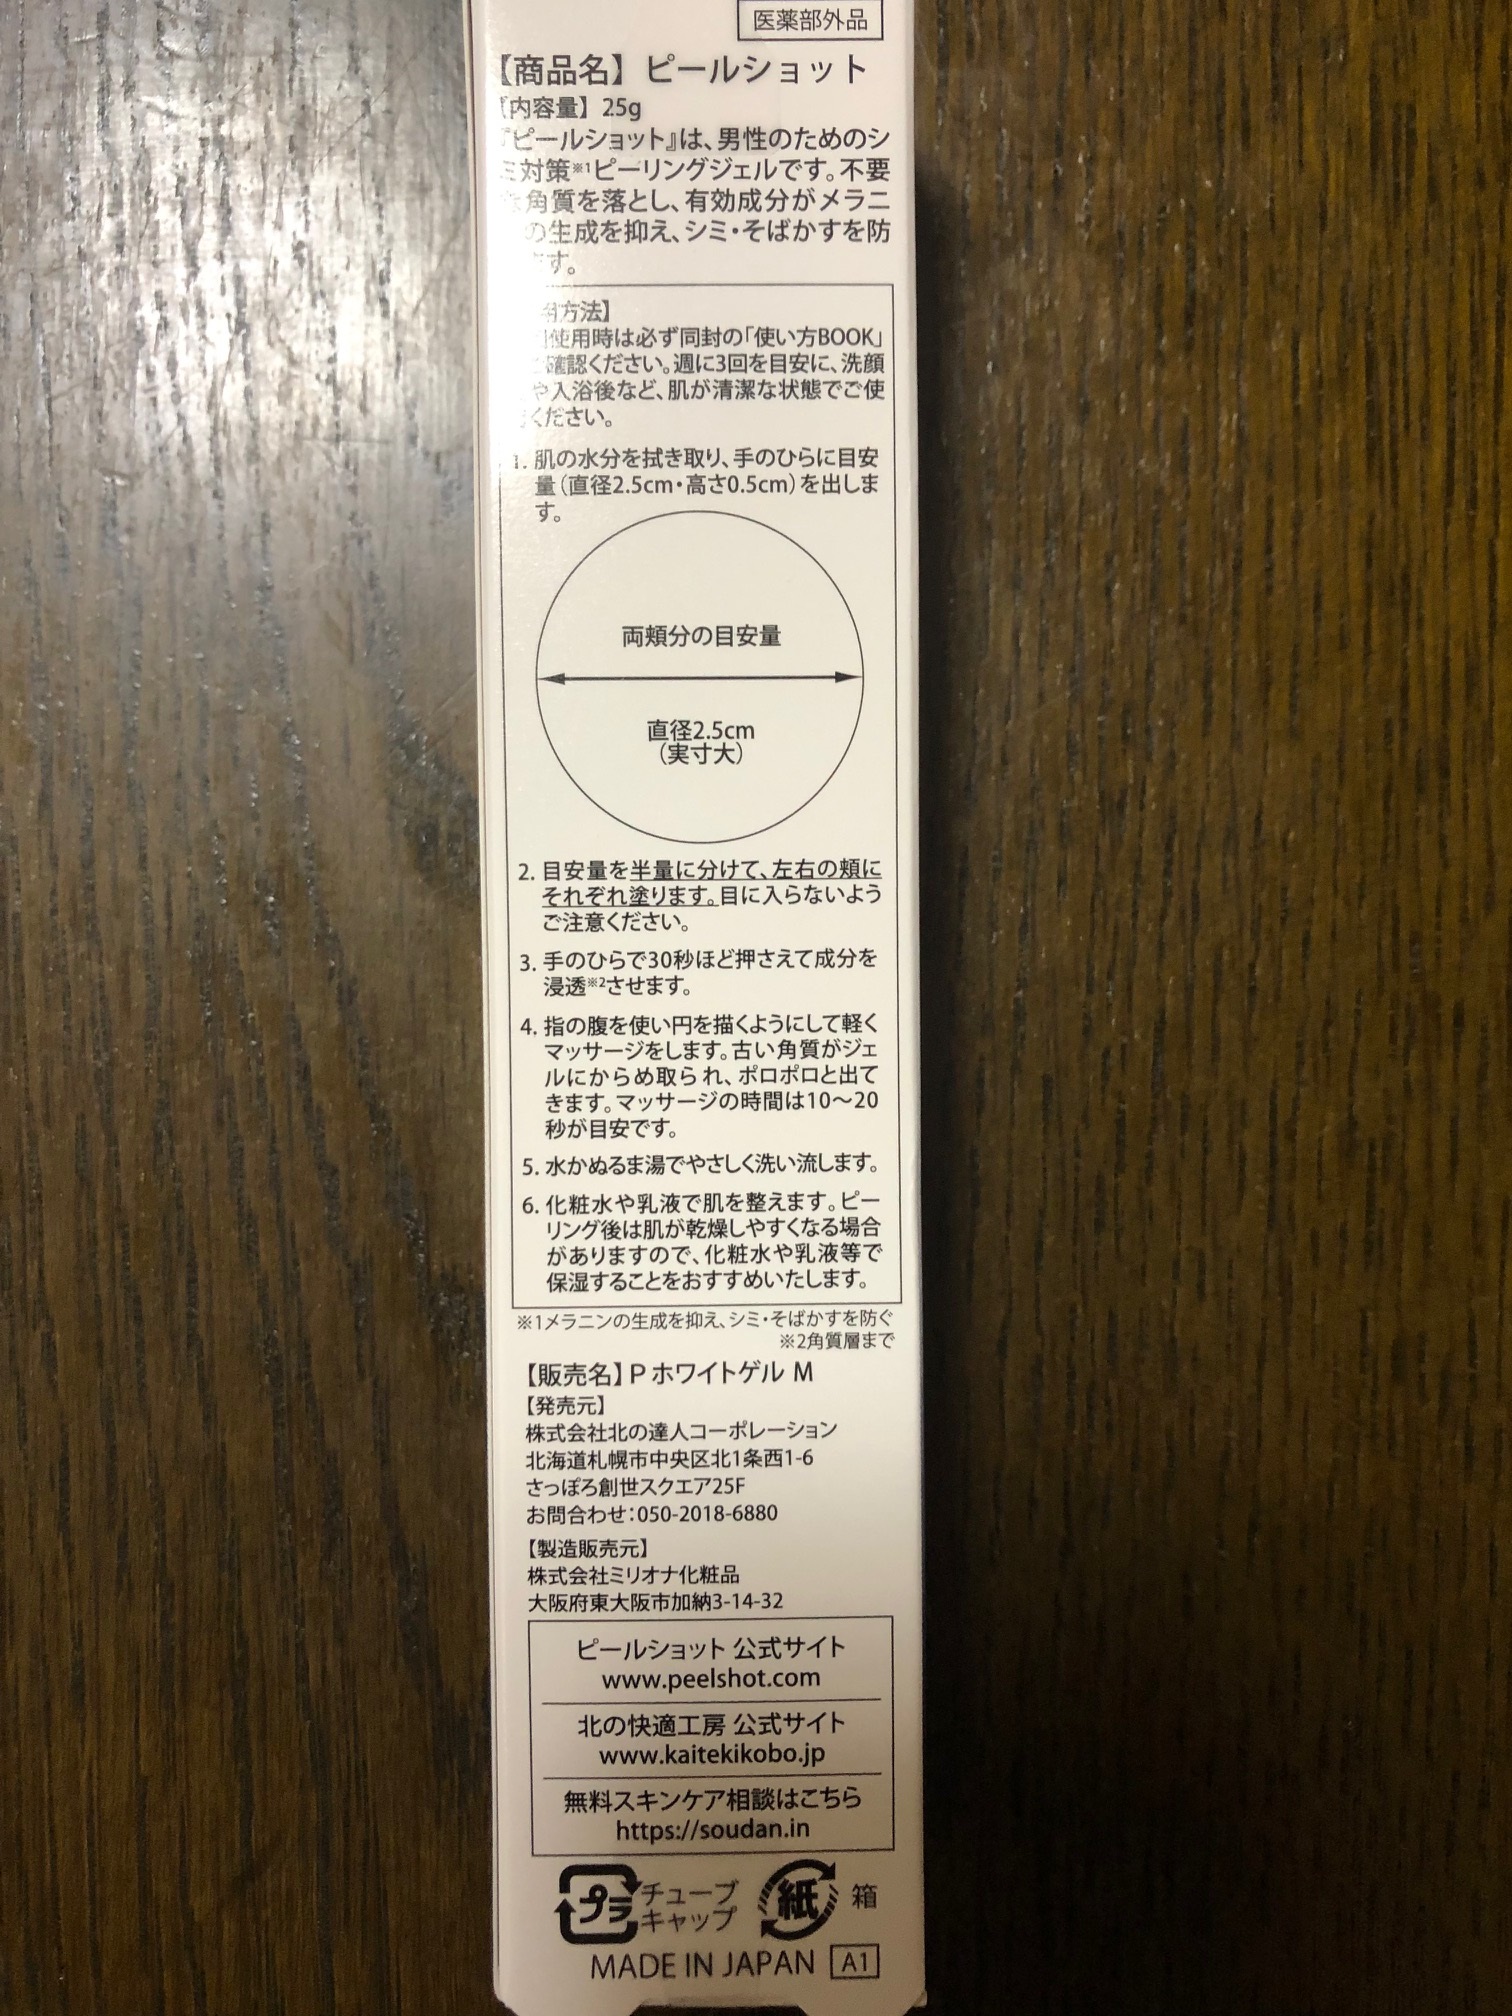 医薬部外品
【商品名】ピールショット
【内容量】25g
『ピールショット』は、男性のためのシ
ミ対策※1ピーリングジェルです。不要
な角質を落とし、有効成分がメラニ
の生成を抑え、シミ・そばかすを防
ます。
用方法】
使用時は必ず同封の「使い方BOOK」
ご確認ください。週に3回を目安に、洗顔
や入浴後など、肌が清潔な状態でご使
ください。
1. 肌の水分を拭き取り、手のひらに目安
量(直径2.5cm・高さ0.5cm)を出しま
す。
両頬分の目安量
直径2.5cm
(実寸大)
2. 目安量を半量に分けて、左右の頬に
それぞれ塗ります。目に入らないよう
ご注意ください。
3. 手のひらで30秒ほど押さえて成分を
浸透※2させます。
4. 指の腹を使い円を描くようにして軽く
マッサージをします。古い角質がジェ
ルにからめ取られ、ポロポロと出て
きます。マッサージの時間は10〜20
秒が目安です。
5. 水かぬるま湯でやさしく洗い流します。
6. 化粧水や乳液で肌を整えます。ピー
リング後は肌が乾燥しやすくなる場合
がありますので、化粧水や乳液等で
保湿することをおすすめいたします。
※1メラニンの生成を抑え、シミ・そばかすを防ぐ
※2角質層まで
【販売名】P ホワイトゲル M
【発売元】
株式会社北の達人コーポレーション
北海道札幌市中央区北1条西1-6
さっぽろ創世スクエア25F
お問合わせ:050-2018-6880
【製造販売元】
株式会社ミリオナ化粧品
大阪府東大阪市加納3-14-32
ピールショット 公式サイト
www.peelshot.com
北の快適工房 公式サイト
www.kaitekikobo.jp
無料スキンケア相談はこちら
https://soudan.in
プラ チューブ キャップ 紙 箱
MADE IN JAPAN A1